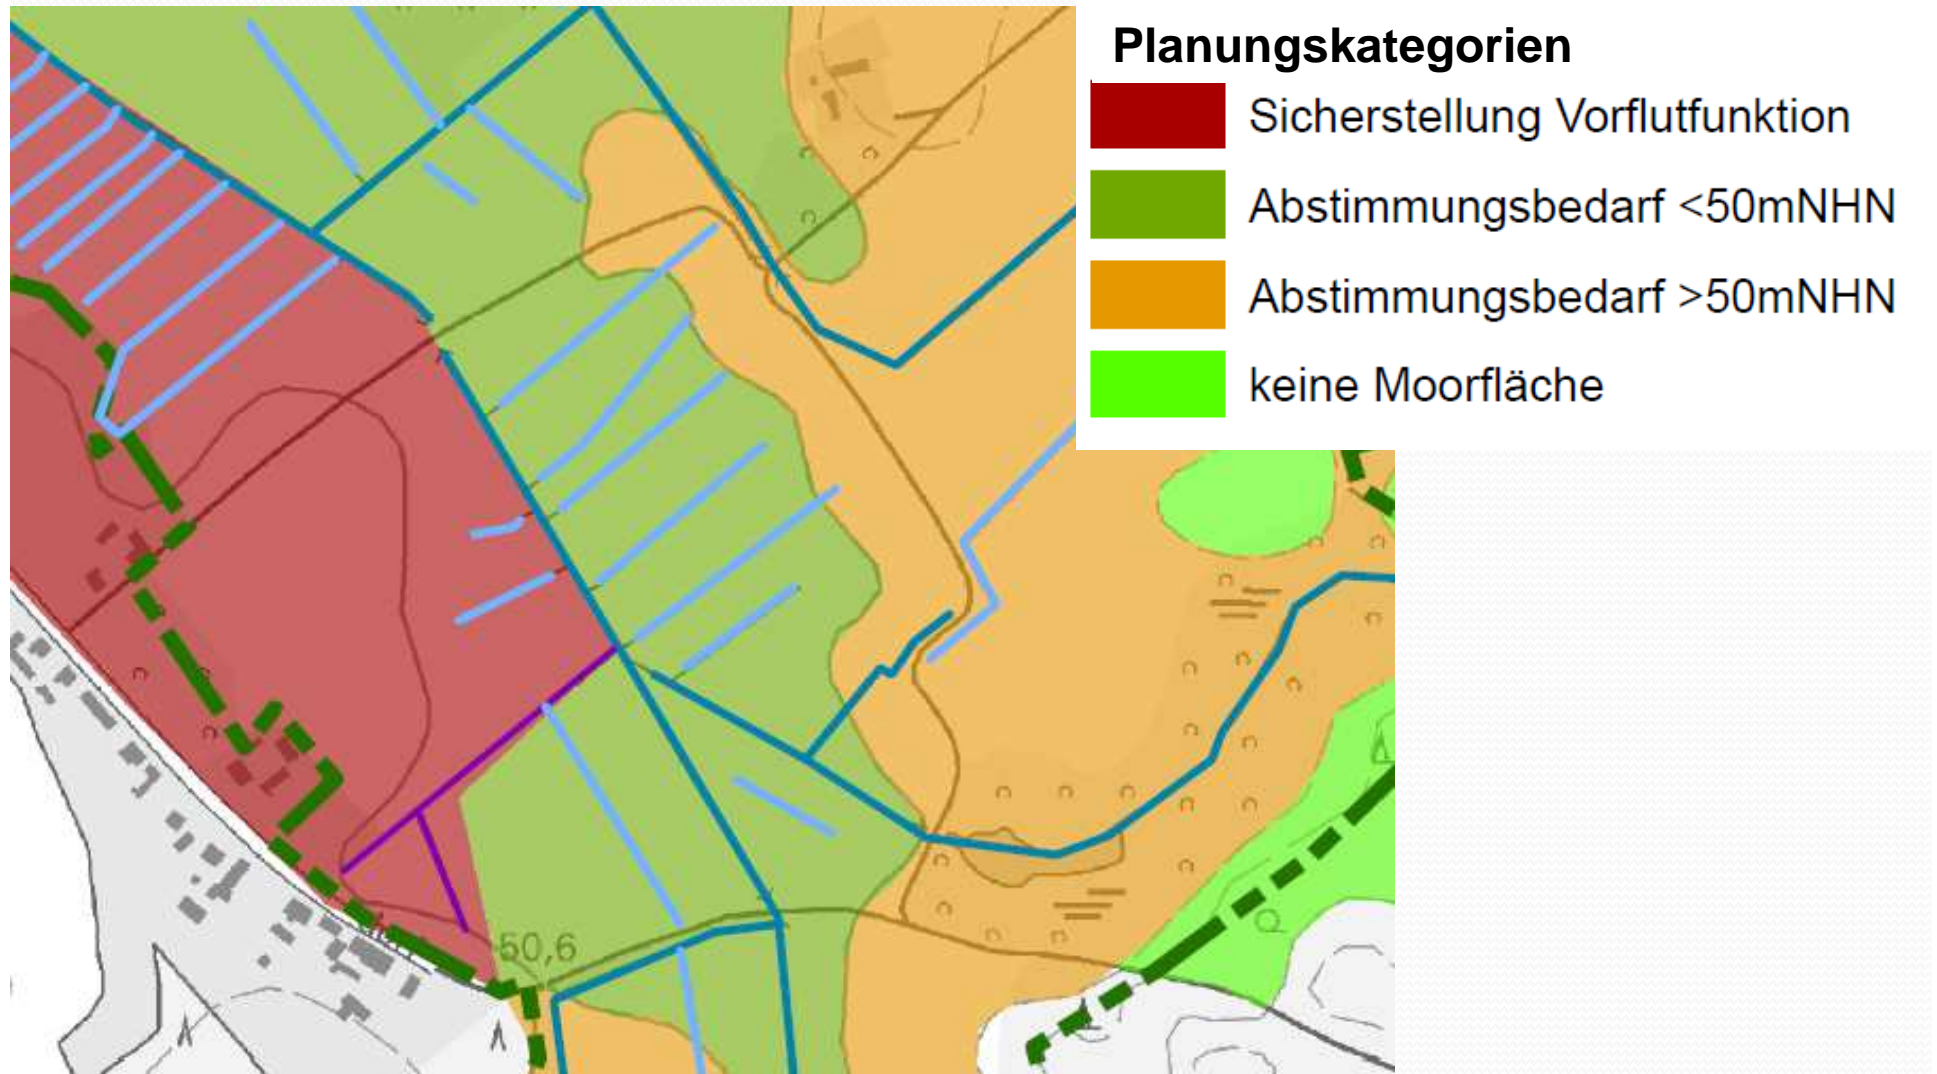 Planungskategorien
Sicherstellung Vorflutfunktion
Abstimmungsbedarf <50mNHN
Abstimmungsbedarf >50mNHN
keine Moorfläche
50,6